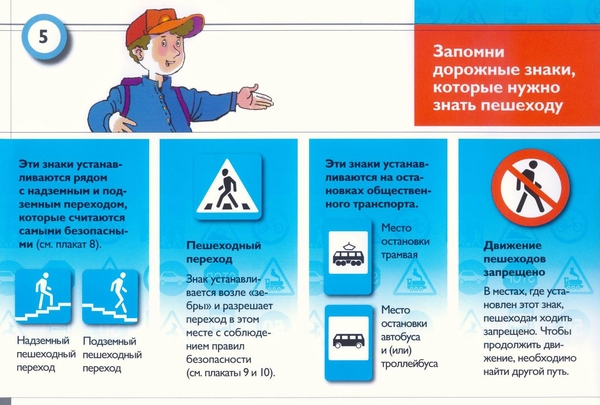 5
Запомни
дорожные знаки,
которые нужно
знать пешеходу
Эти знаки устанав-
ливаются рядом
с надземным и под-
земным переходом,
которые считаются
самыми безопасны-
ми (см. плакат 8).
Надземный
пешеходный
переход
Подземный
пешеходный
переход
Пешеходный
переход
Знак устанавли-
вается возле «зе-
бры» и разрешает
переход в этом
месте с соблюде-
нием правил
безопасности
(см. плакаты 9 и 10).
Эти знаки устанав-
ливаются на оста-
новках обществен-
ного транспорта.
Место
остановки
трамвая
Место
остановки
автобуса
и (или)
троллейбуса
Движение
пешеходов
запрещено
В местах, где уста-
новлен этот знак,
пешеходам ходить
запрещено. Чтобы
продолжить дви-
жение, необходимо
найти другой путь.